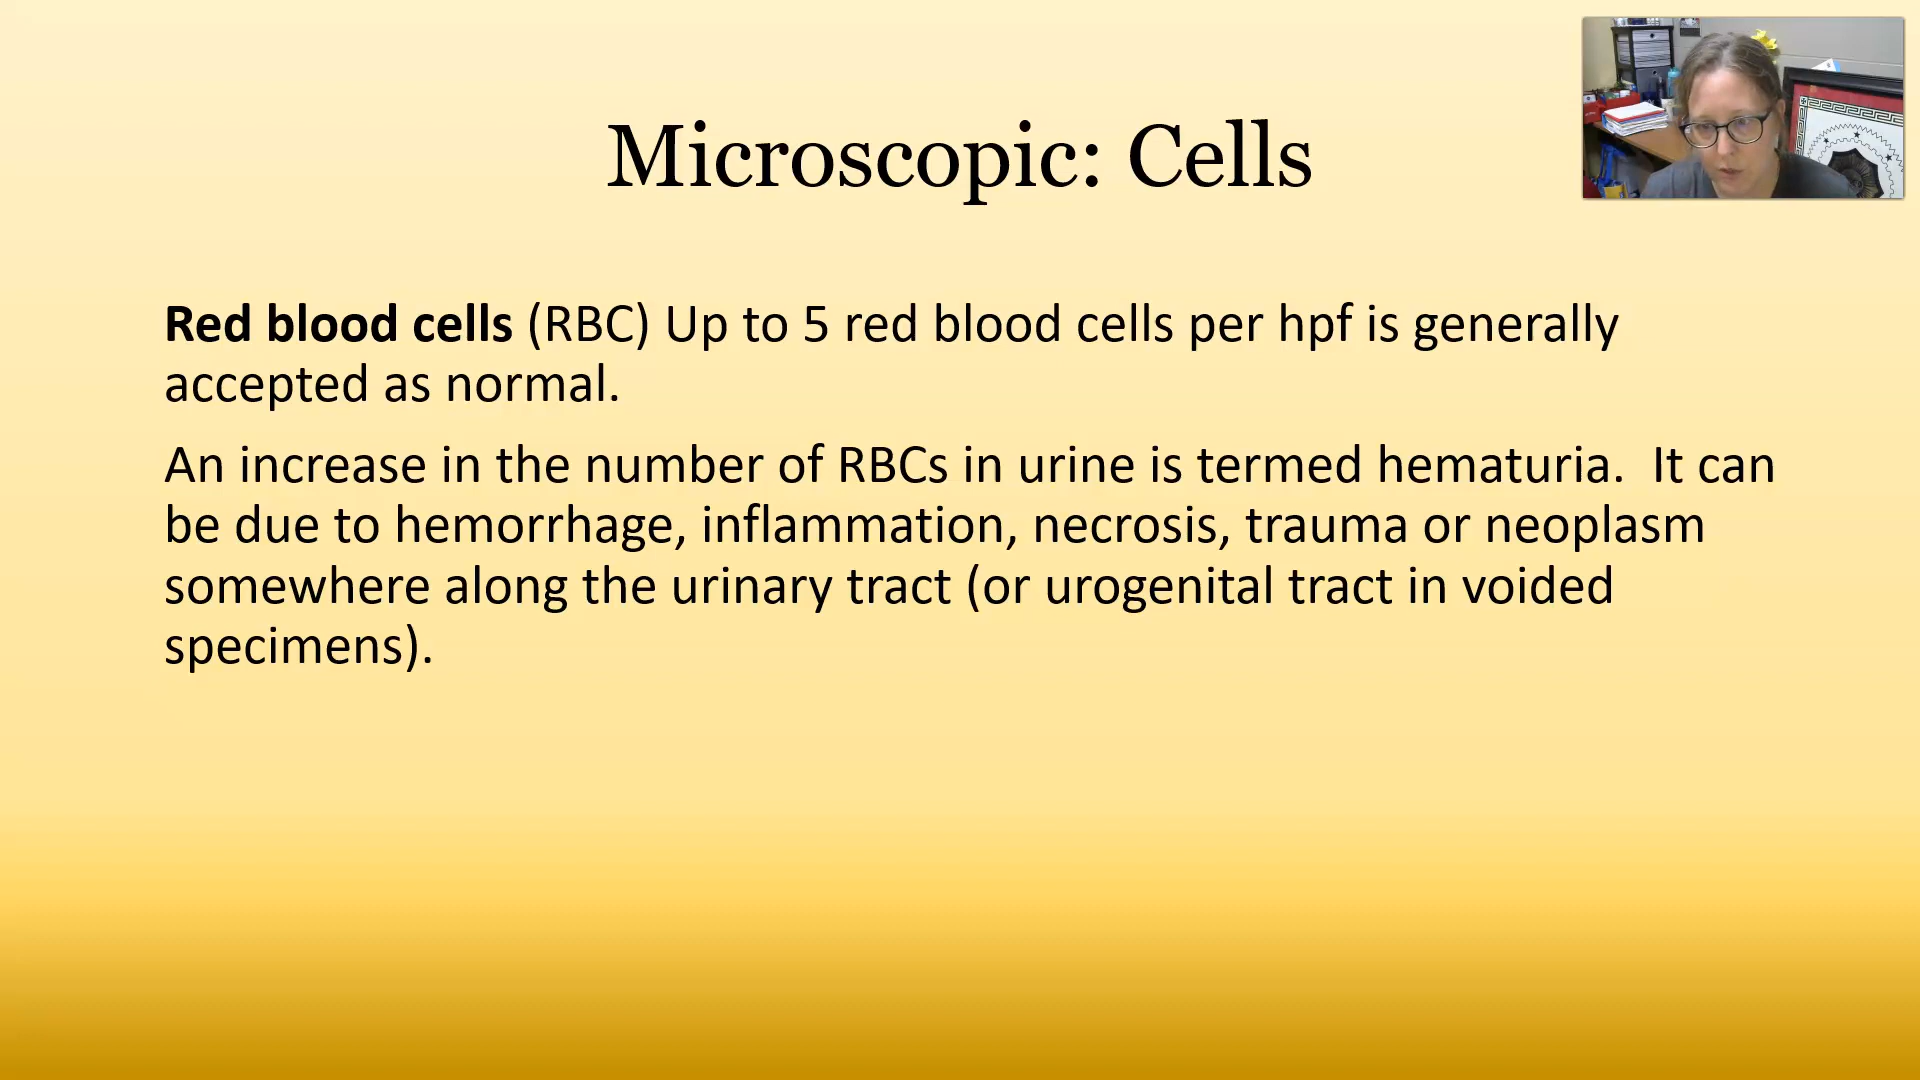 Microscopic: Cells
Red blood cells (RBC) Up to 5 red blood cells per hpf is generally
accepted as normal.
An increase in the number of RBCs in urine is termed hematuria.  It can
be due to hemorrhage, inflammation, necrosis, trauma or neoplasm
somewhere along the urinary tract (or urogenital tract in voided
specimens).